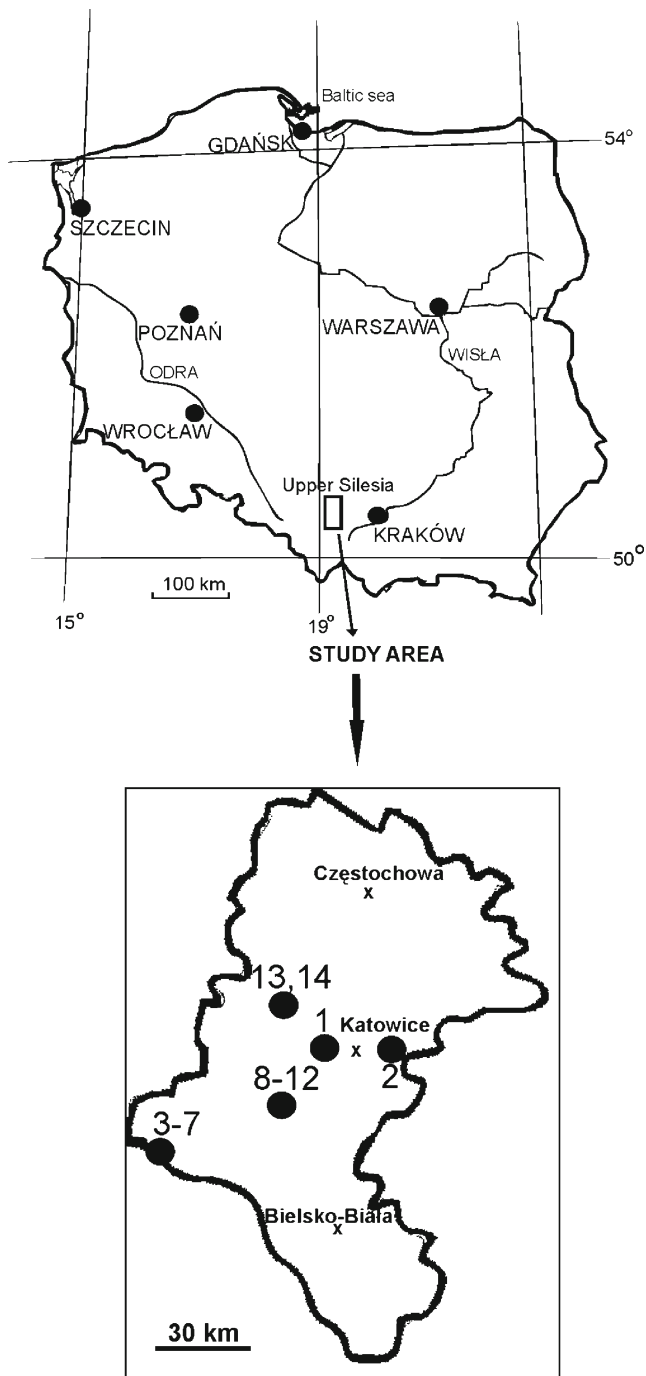 Baltic sea
GDAŃSK
54°
SZCZECIN
POZNAŃ
WARSZAWA
WISŁA
ODRA
WROCŁAW
Upper Silesia
KRAKÓW
50°
100 km
15°
19°
STUDY AREA
Częstochowa
x
13,14
1
Katowice
x
2
8-12
3-7
Bielsko-Biała
x
30 km